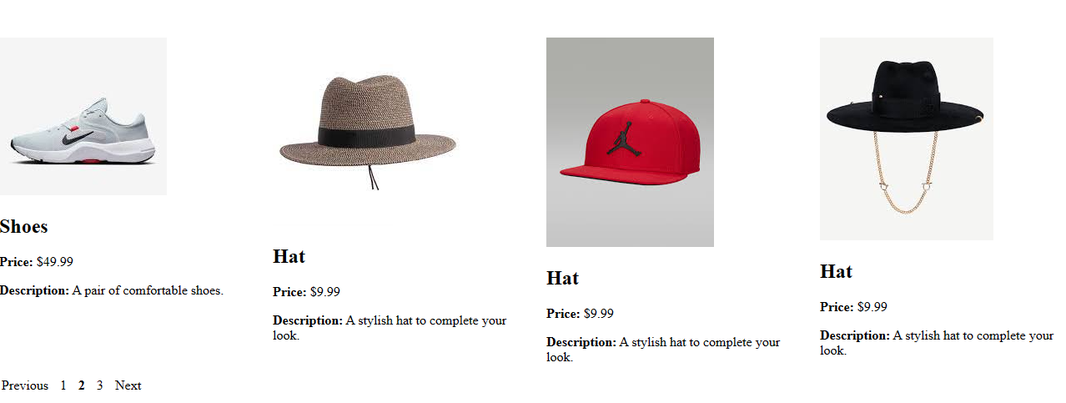 Shoes
Price: $49.99
Description: A pair of comfortable shoes.
Hat
Price: $9.99
Description: A stylish hat to complete your
look.
Hat
Price: $9.99
Description: A stylish hat to complete your
look.
Hat
Price: $9.99
Description: A stylish hat to complete your
look.
Previous 1 2 3 Next